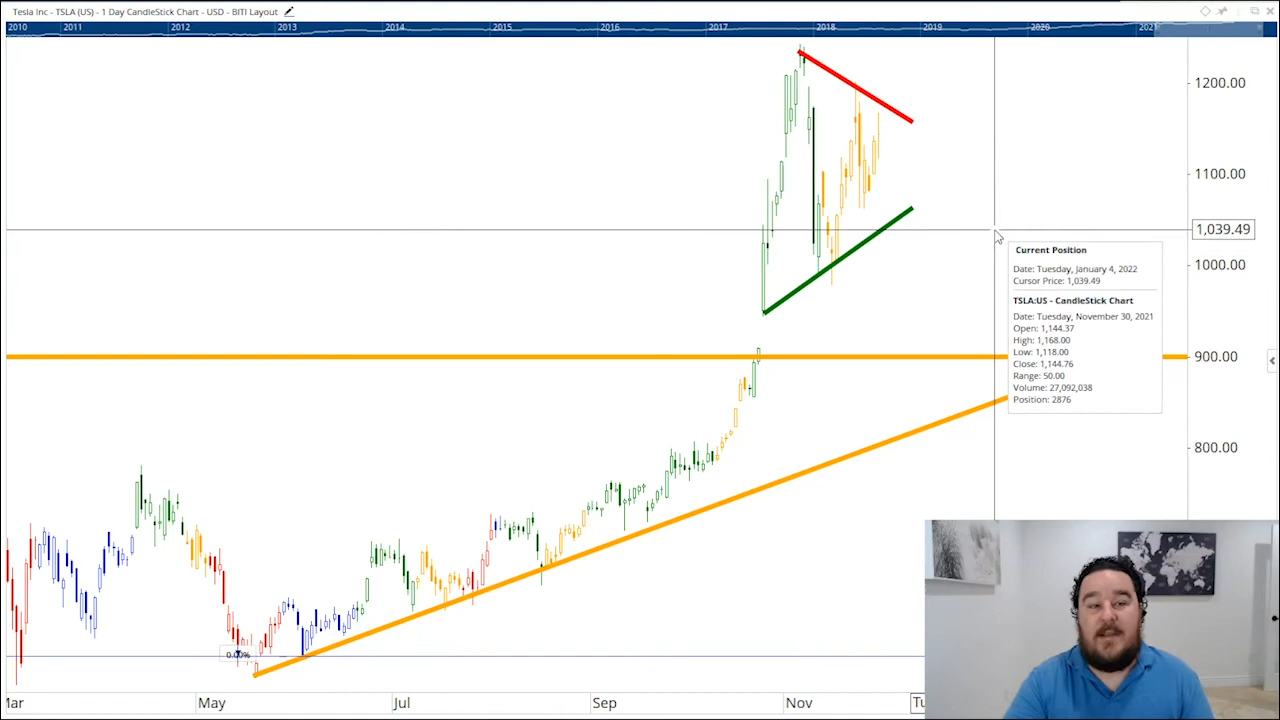 Tesla Inc - TSLA (US) - 1 Day CandleStick Chart - USD - BITI Layout
2010 2011 2012 2013 2014 2015 2016 2017 2018 2019 2020
1200.00
1100.00
1,039.49
1000.00
900.00
800.00
Current Position
Date: Tuesday, January 4, 2022
Cursor Price: 1,039.49
TSLA:US - CandleStick Chart
Date: Tuesday, November 30, 2021
Open: 1,144.37
High: 1,168.00
Low: 1,118.00
Close: 1,144.76
Range: 50.00
Volume: 27,092,038
Position: 2876
May Jul Sep Nov